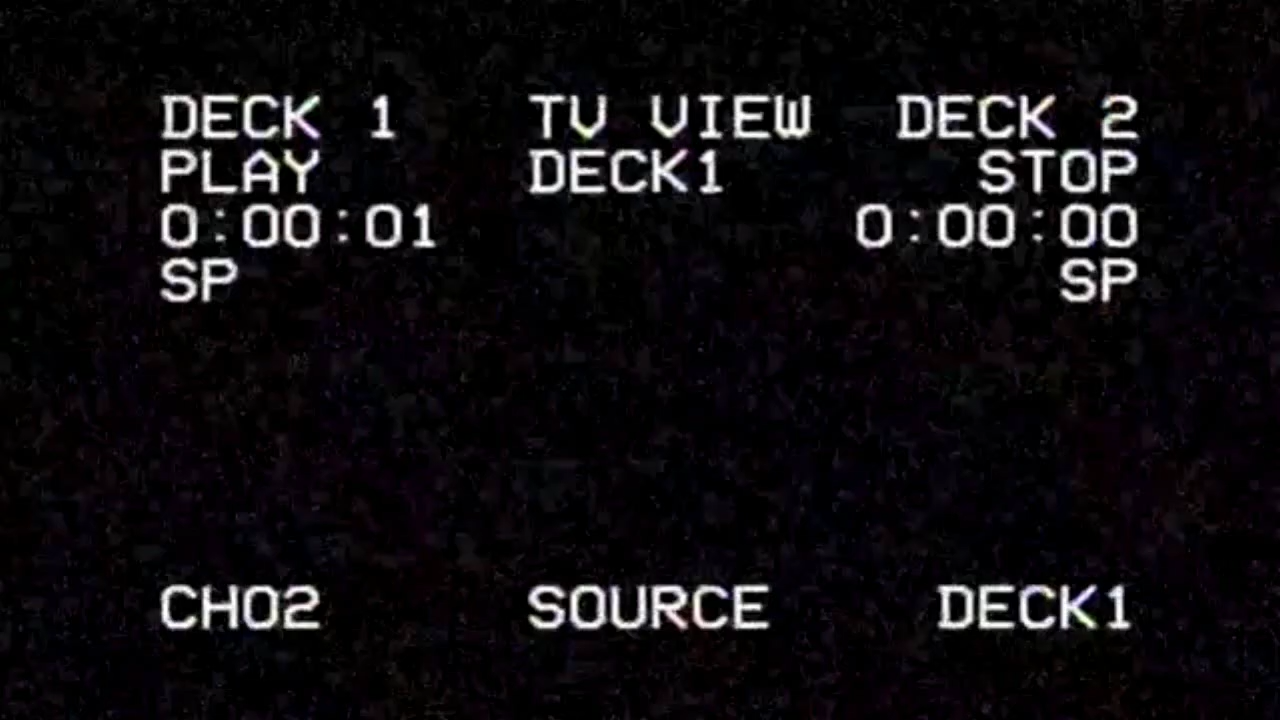 DECK 1 TV VIEW DECK 2
PLAY DECK1 STOP
0:00:01 0:00:00
SP SP
CH02 SOURCE DECK1